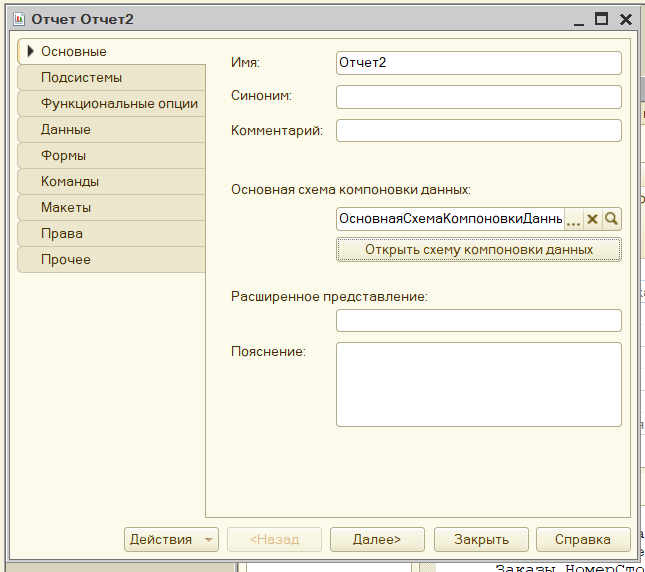 Отчет Отчет2
Основные
Подсистемы
Функциональные опции
Данные
Формы
Команды
Макеты
Права
Прочее
Имя: Отчет2
Синоним:
Комментарий:
Основная схема компоновки данных:
ОсновнаяСхемаКомпоновкиДанны ...
Открыть схему компоновки данных
Расширенное представление:
Пояснение:
Действия <Назад Далее> Закрыть Справка
Заказы НомерСто